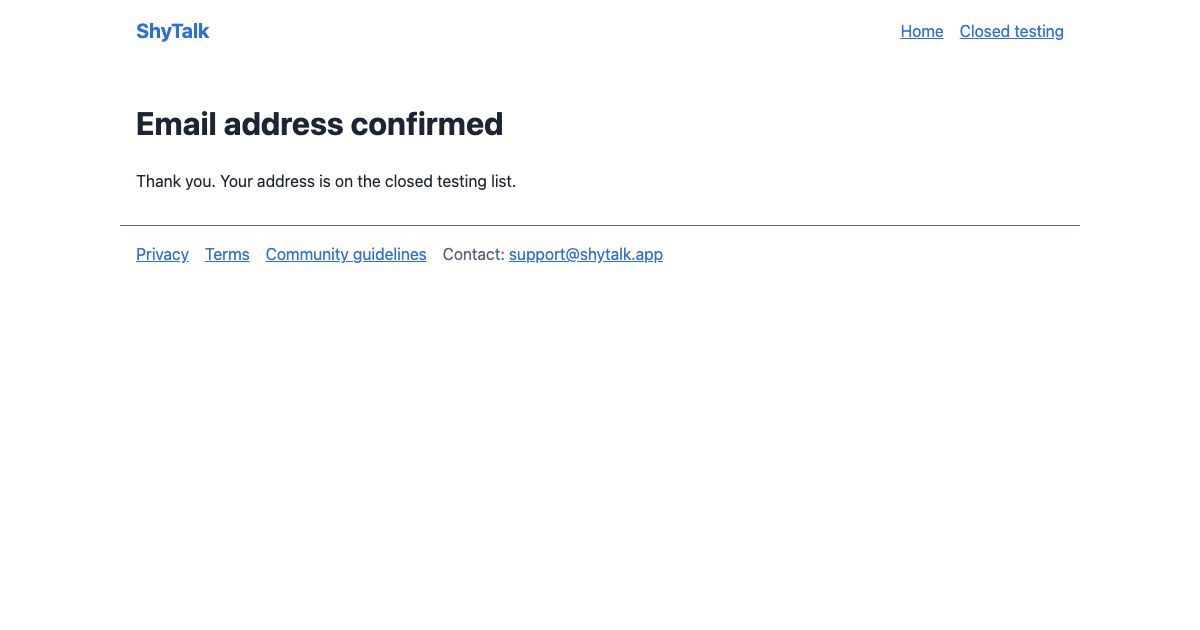 ShyTalk
Home Closed testing
Email address confirmed
Thank you. Your address is on the closed testing list.
Privacy Terms Community guidelines Contact: support@shytalk.app